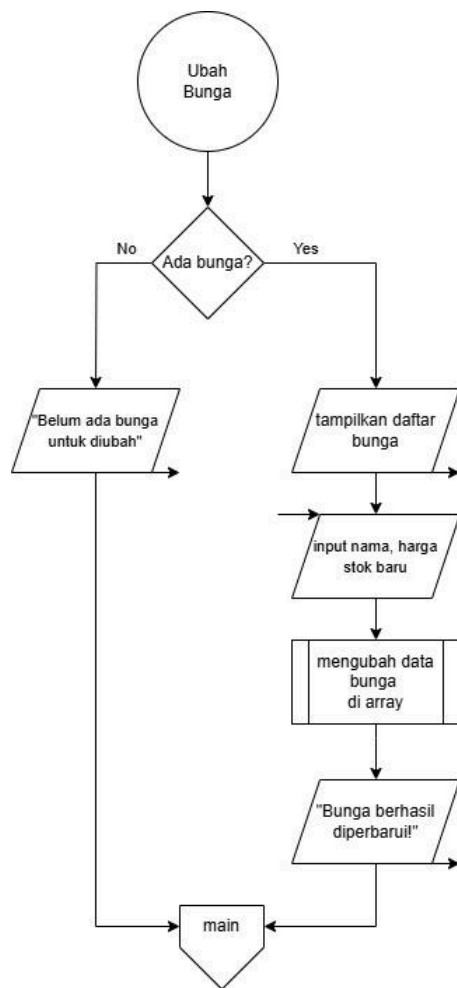 Ubah
Bunga
Ada bunga?
No
Yes
"Belum ada bunga
untuk diubah"
tampilkan daftar
bunga
input nama, harga
stok baru
mengubah data
bunga
di array
"Bunga berhasil
diperbarui!"
main